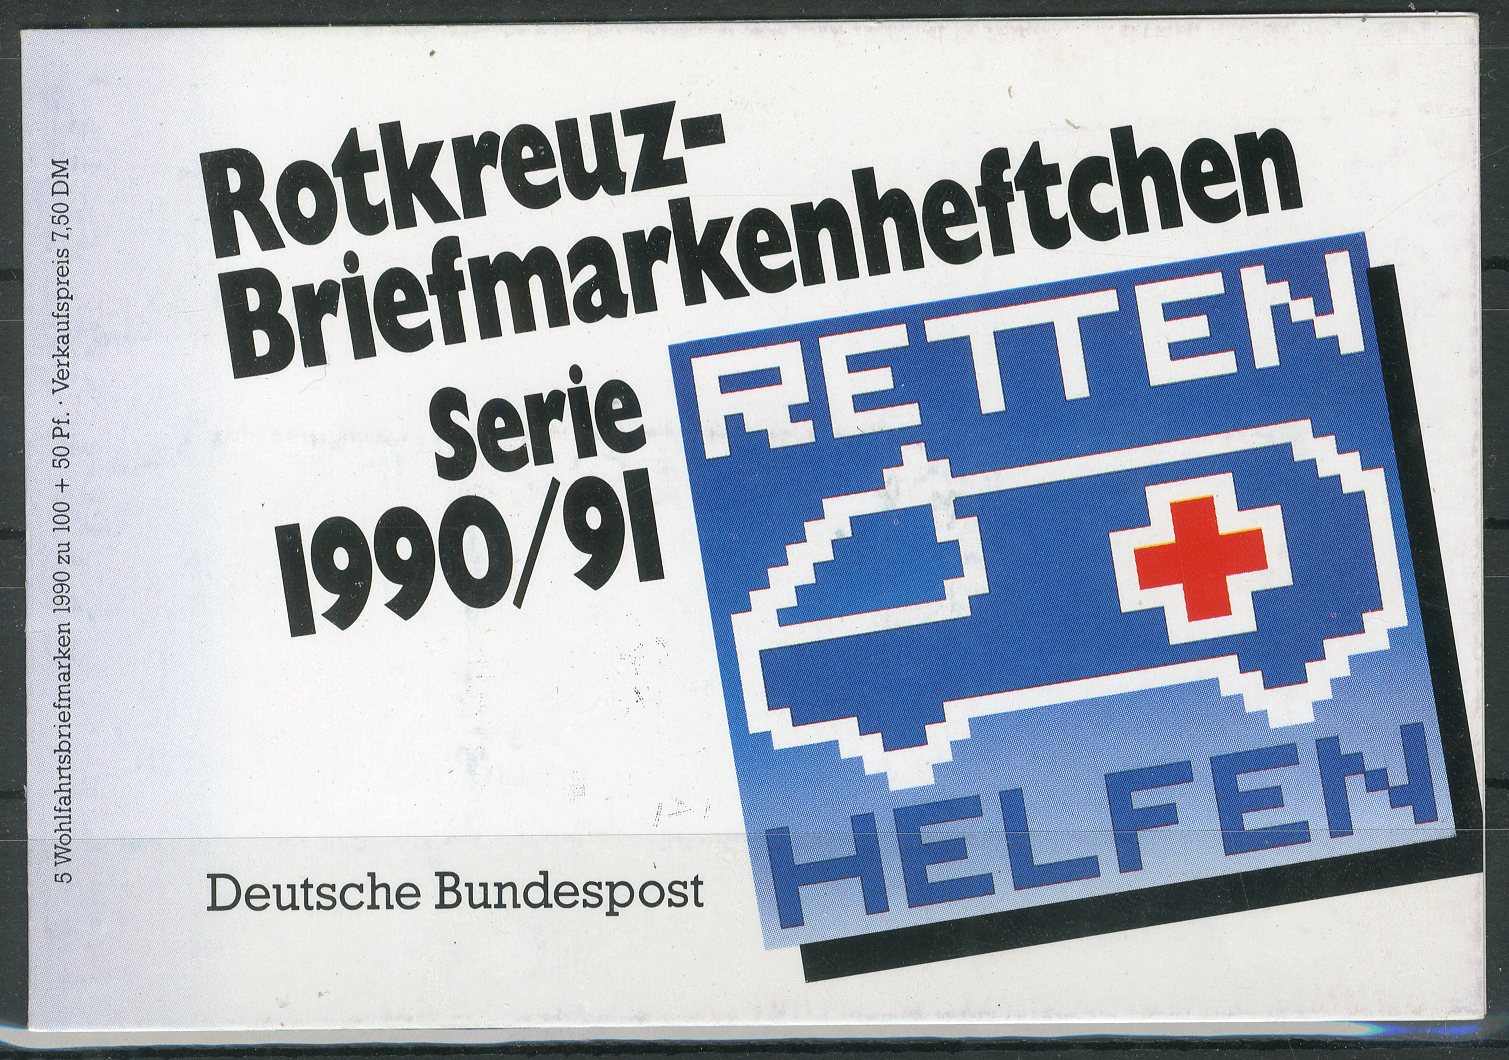 5 Wohlfahrtsbriefmarken 1990 zu 100 + 50 Pf. · Verkaufspreis 7,50 DM
Rotkreuz-
Briefmarkenheftchen
Serie
1990/91
RETTEN
HELFEN
Deutsche Bundespost